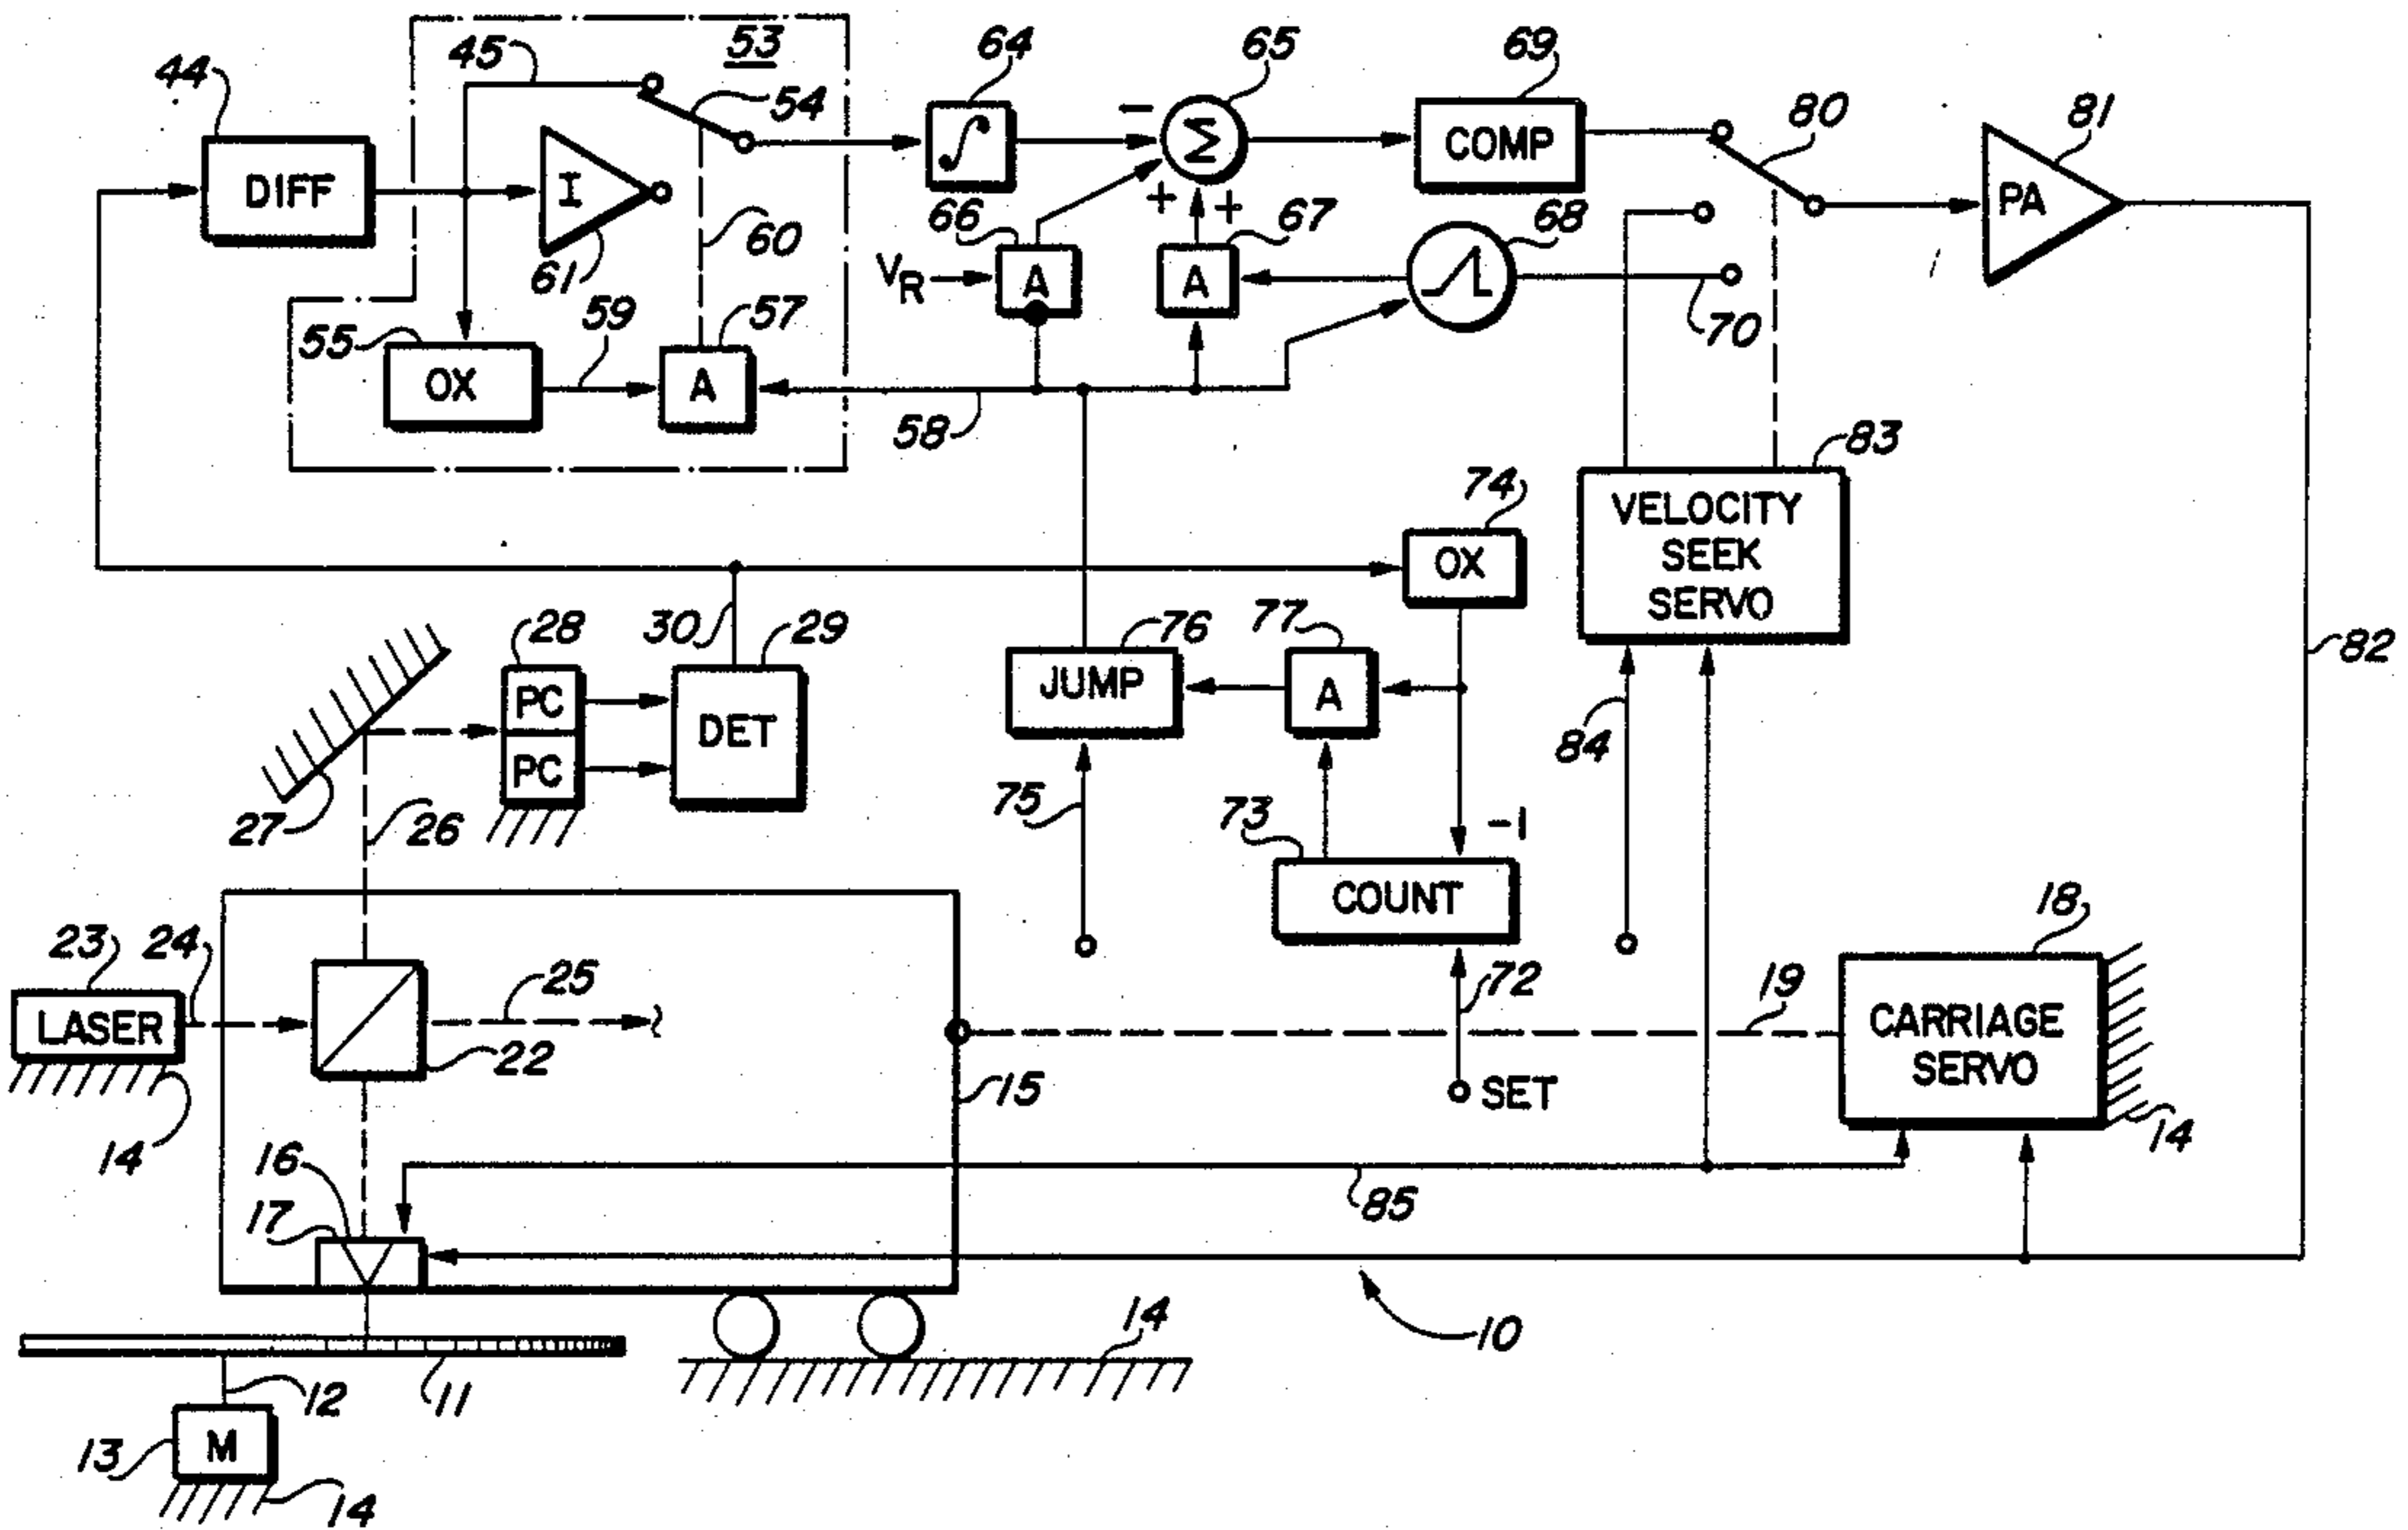 53
45
64
65
69
44
54
80
81
DIFF
I
∫
−
Σ
COMP
PA
61
60
66
+
+
67
68
V_R
A
A
55
59
57
70
OX
A
58
83
74
VELOCITY
SEEK
SERVO
OX
82
30
28
29
76
77
PC
PC
DET
JUMP
A
84
27
26
75
73
-1
COUNT
18
23
24
25
72
19
LASER
22
15
CARRIAGE
SERVO
SET
14
14
16
17
85
14
10
12
11
13
M
14